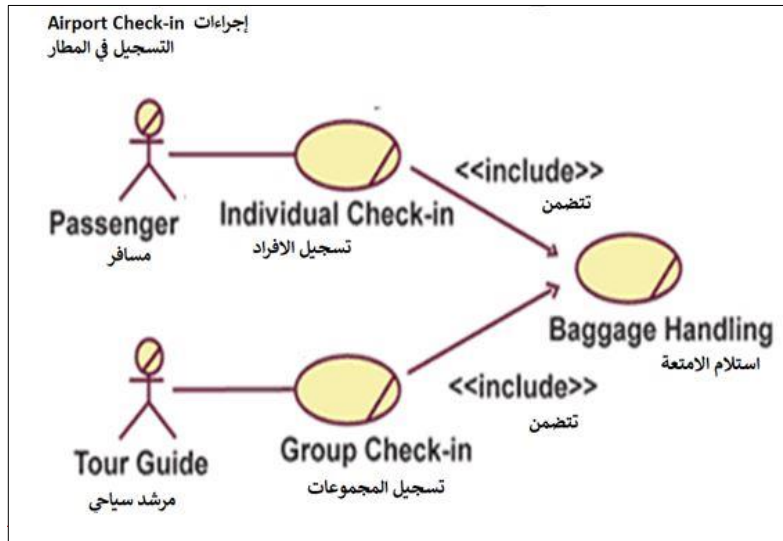 Airport Check-in إجراءات
التسجيل في المطار
<<include>>
تتضمن
Passenger
مسافر
Individual Check-in
تسجيل الافراد
Baggage Handling
استلام الامتعة
<<include>>
تتضمن
Tour Guide
مرشد سياحي
Group Check-in
تسجيل المجموعات